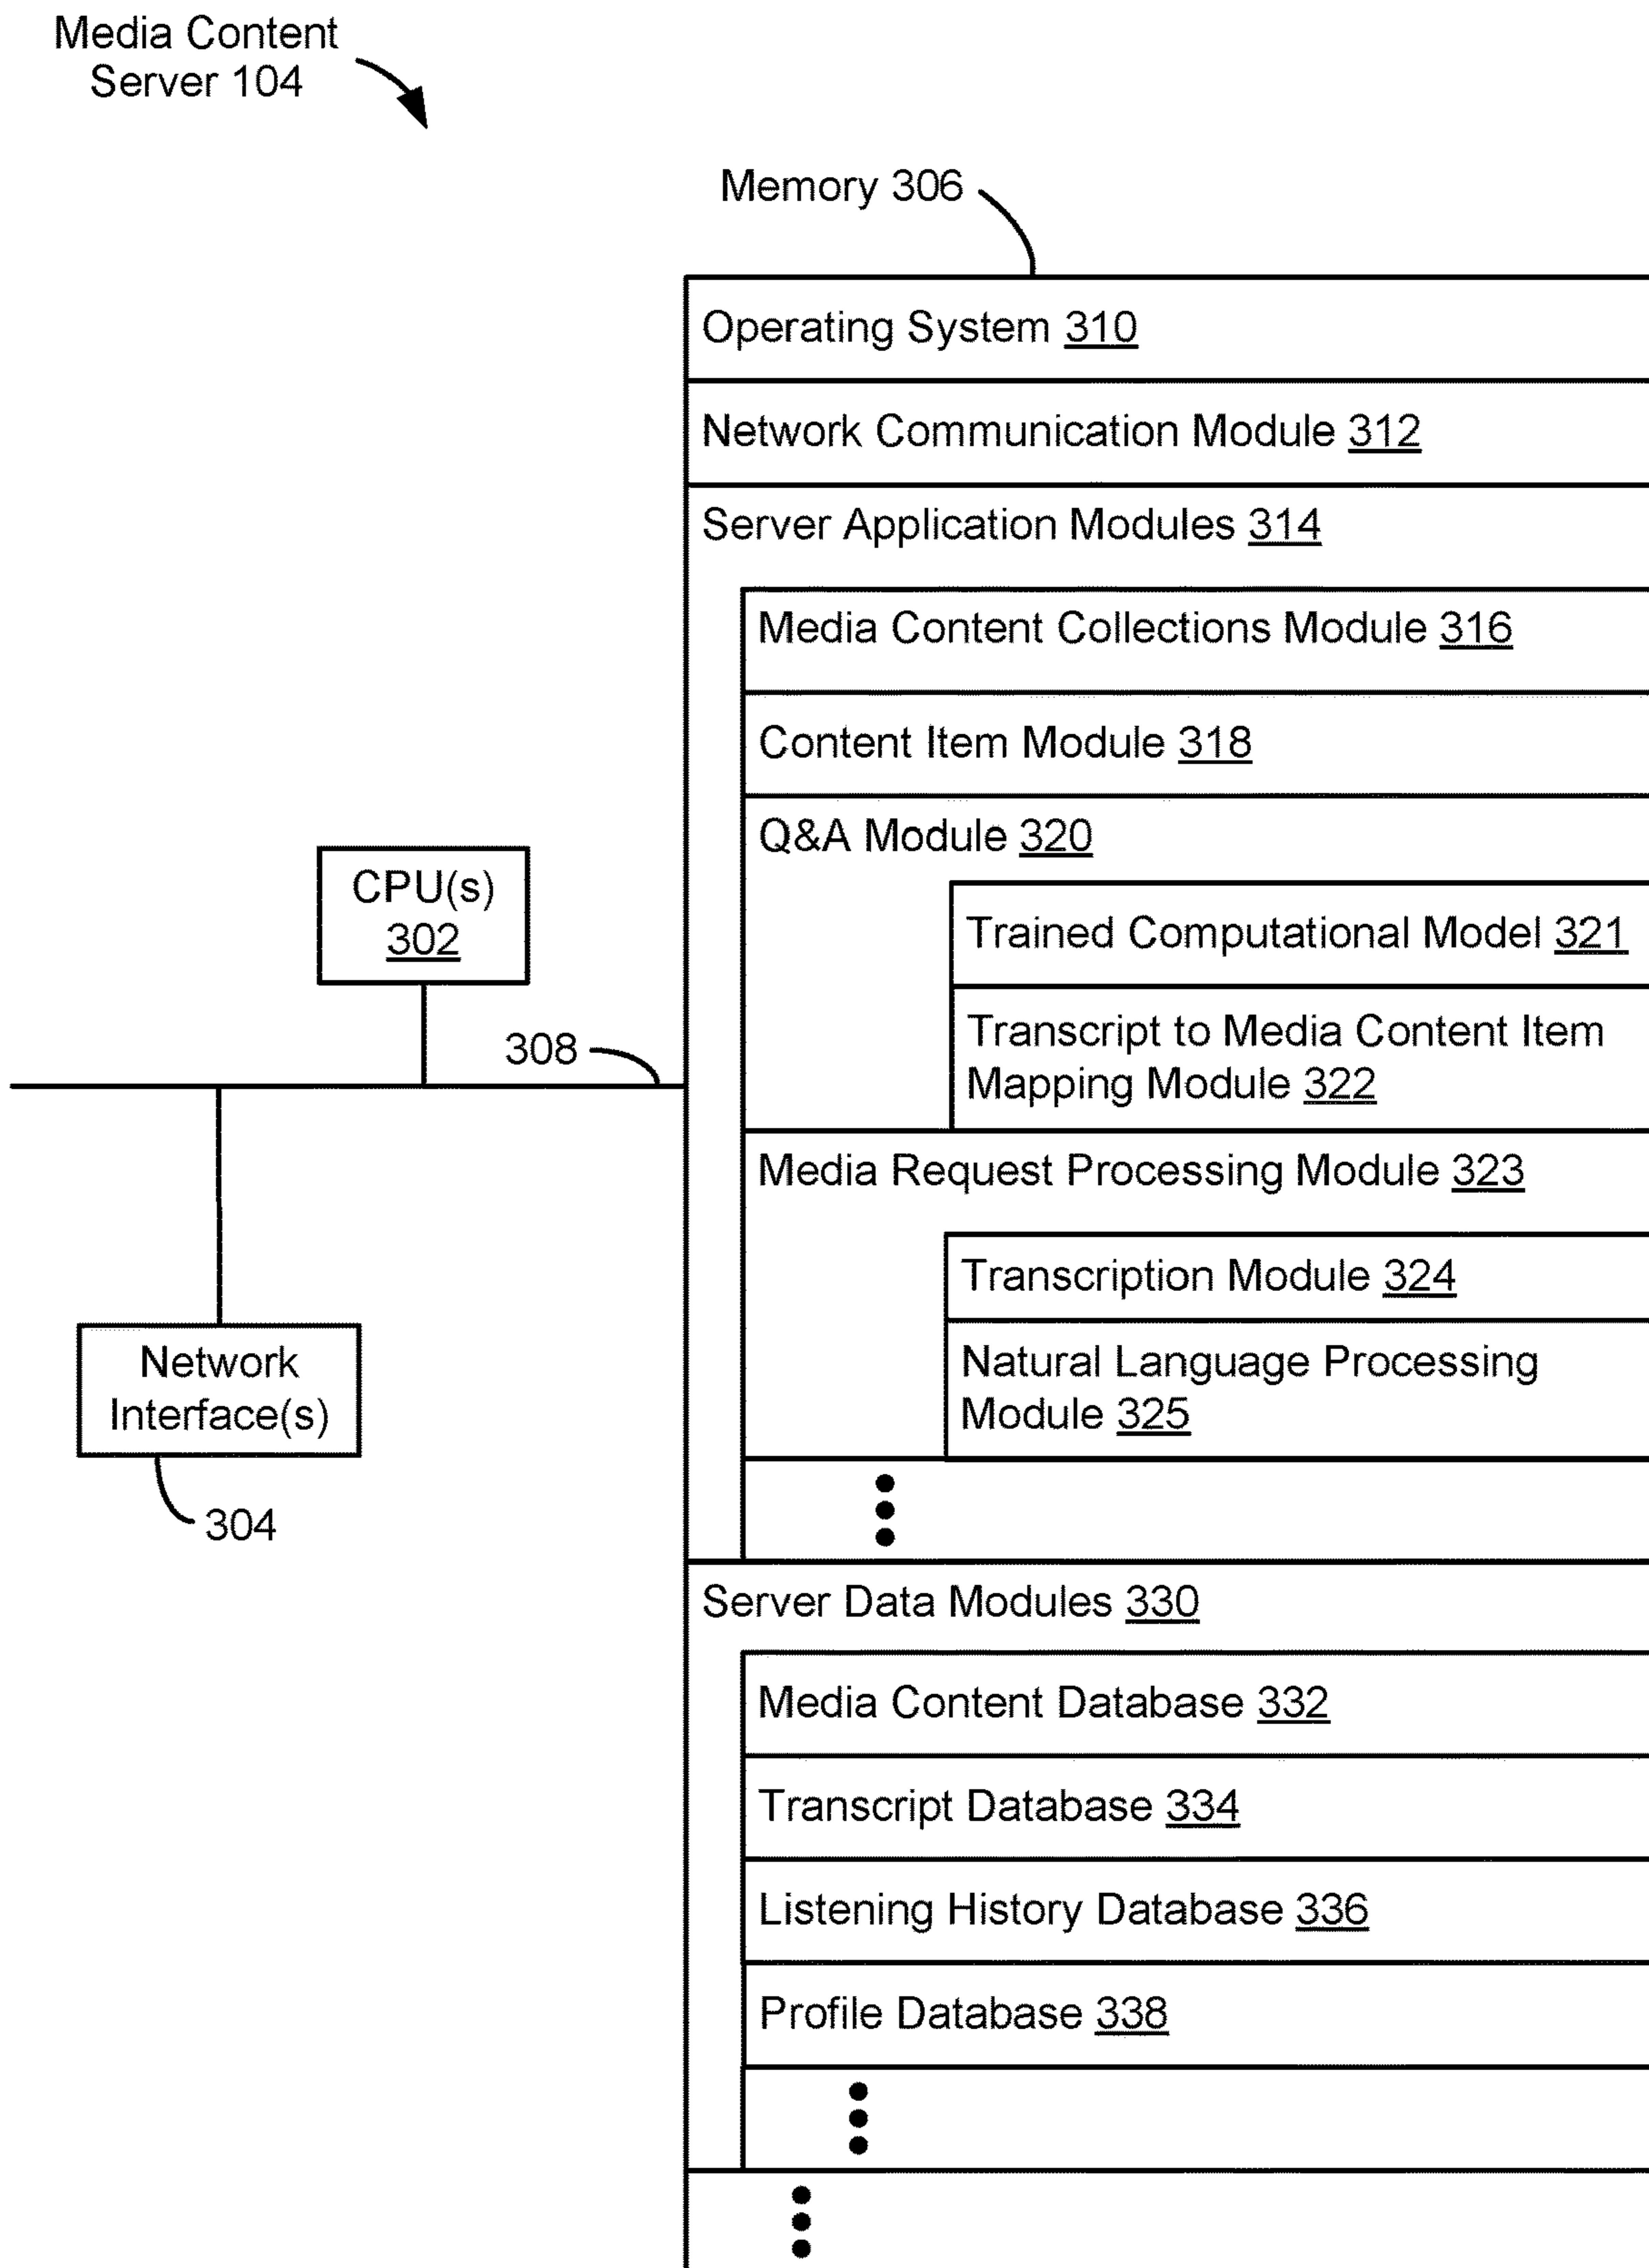 Media Content
Server 104
Memory 306
Operating System 310
Network Communication Module 312
Server Application Modules 314
Media Content Collections Module 316
Content Item Module 318
Q&A Module 320
CPU(s)
302
Trained Computational Model 321
Transcript to Media Content Item
Mapping Module 322
308
Media Request Processing Module 323
Transcription Module 324
Natural Language Processing
Module 325
Network
Interface(s)
304
Server Data Modules 330
Media Content Database 332
Transcript Database 334
Listening History Database 336
Profile Database 338